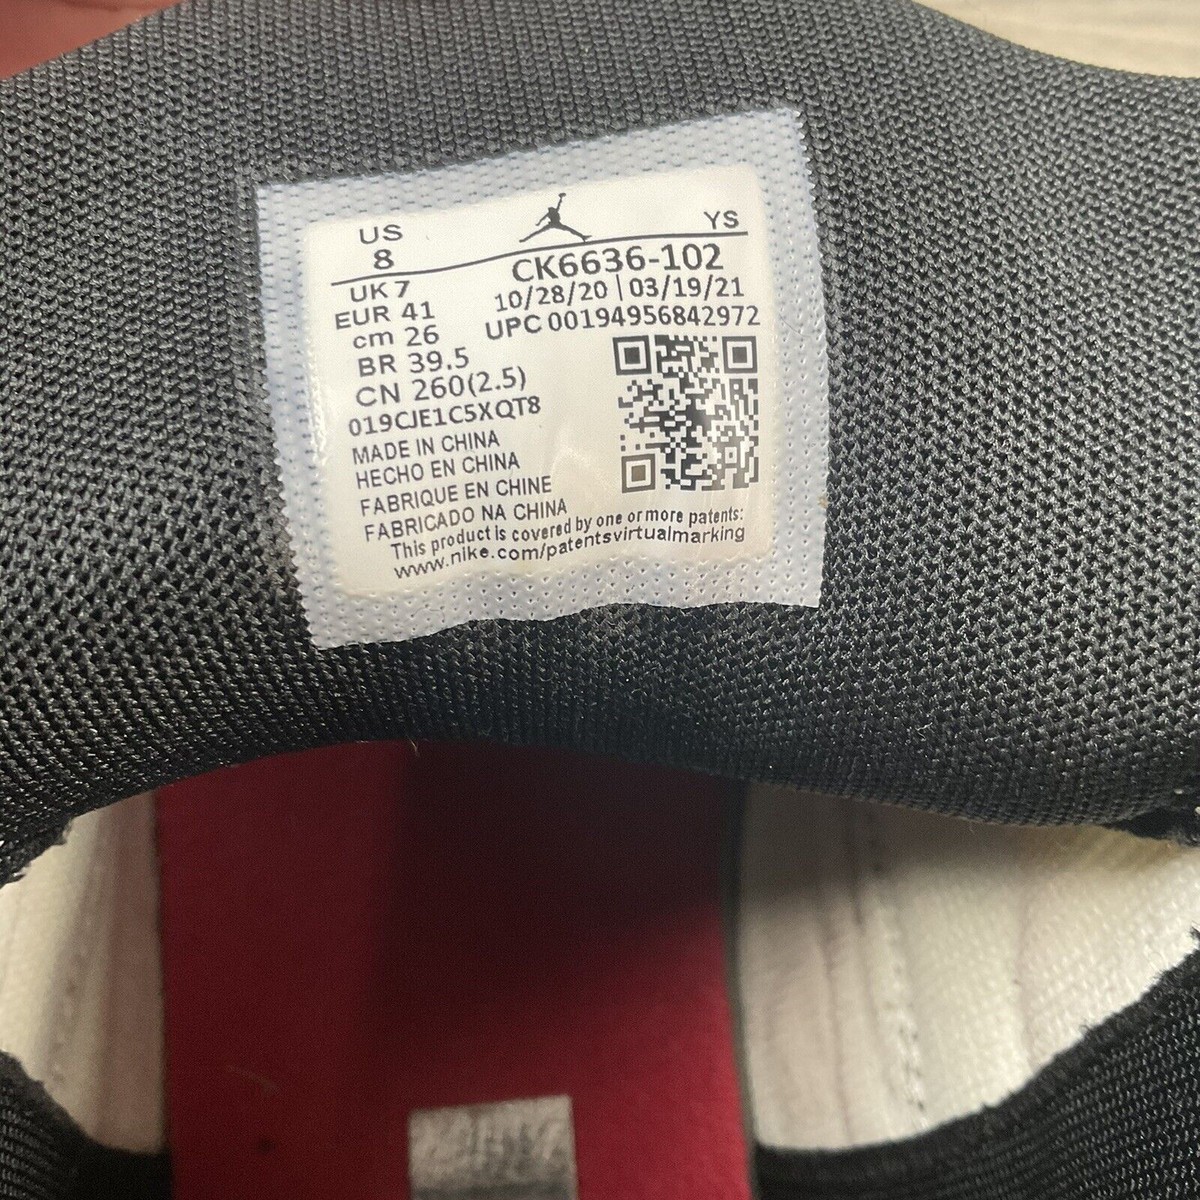 US YS
8
UK 7 CK6636-102
EUR 41 10/28/20 | 03/19/21
cm 26 UPC 00194956842972
BR 39.5
CN 260(2.5)
019CJE1C5XQT8
MADE IN CHINA
HECHO EN CHINA
FABRIQUE EN CHINE
FABRICADO NA CHINA
This product is covered by one or more patents:
www.nike.com/patentsvirtualmarking